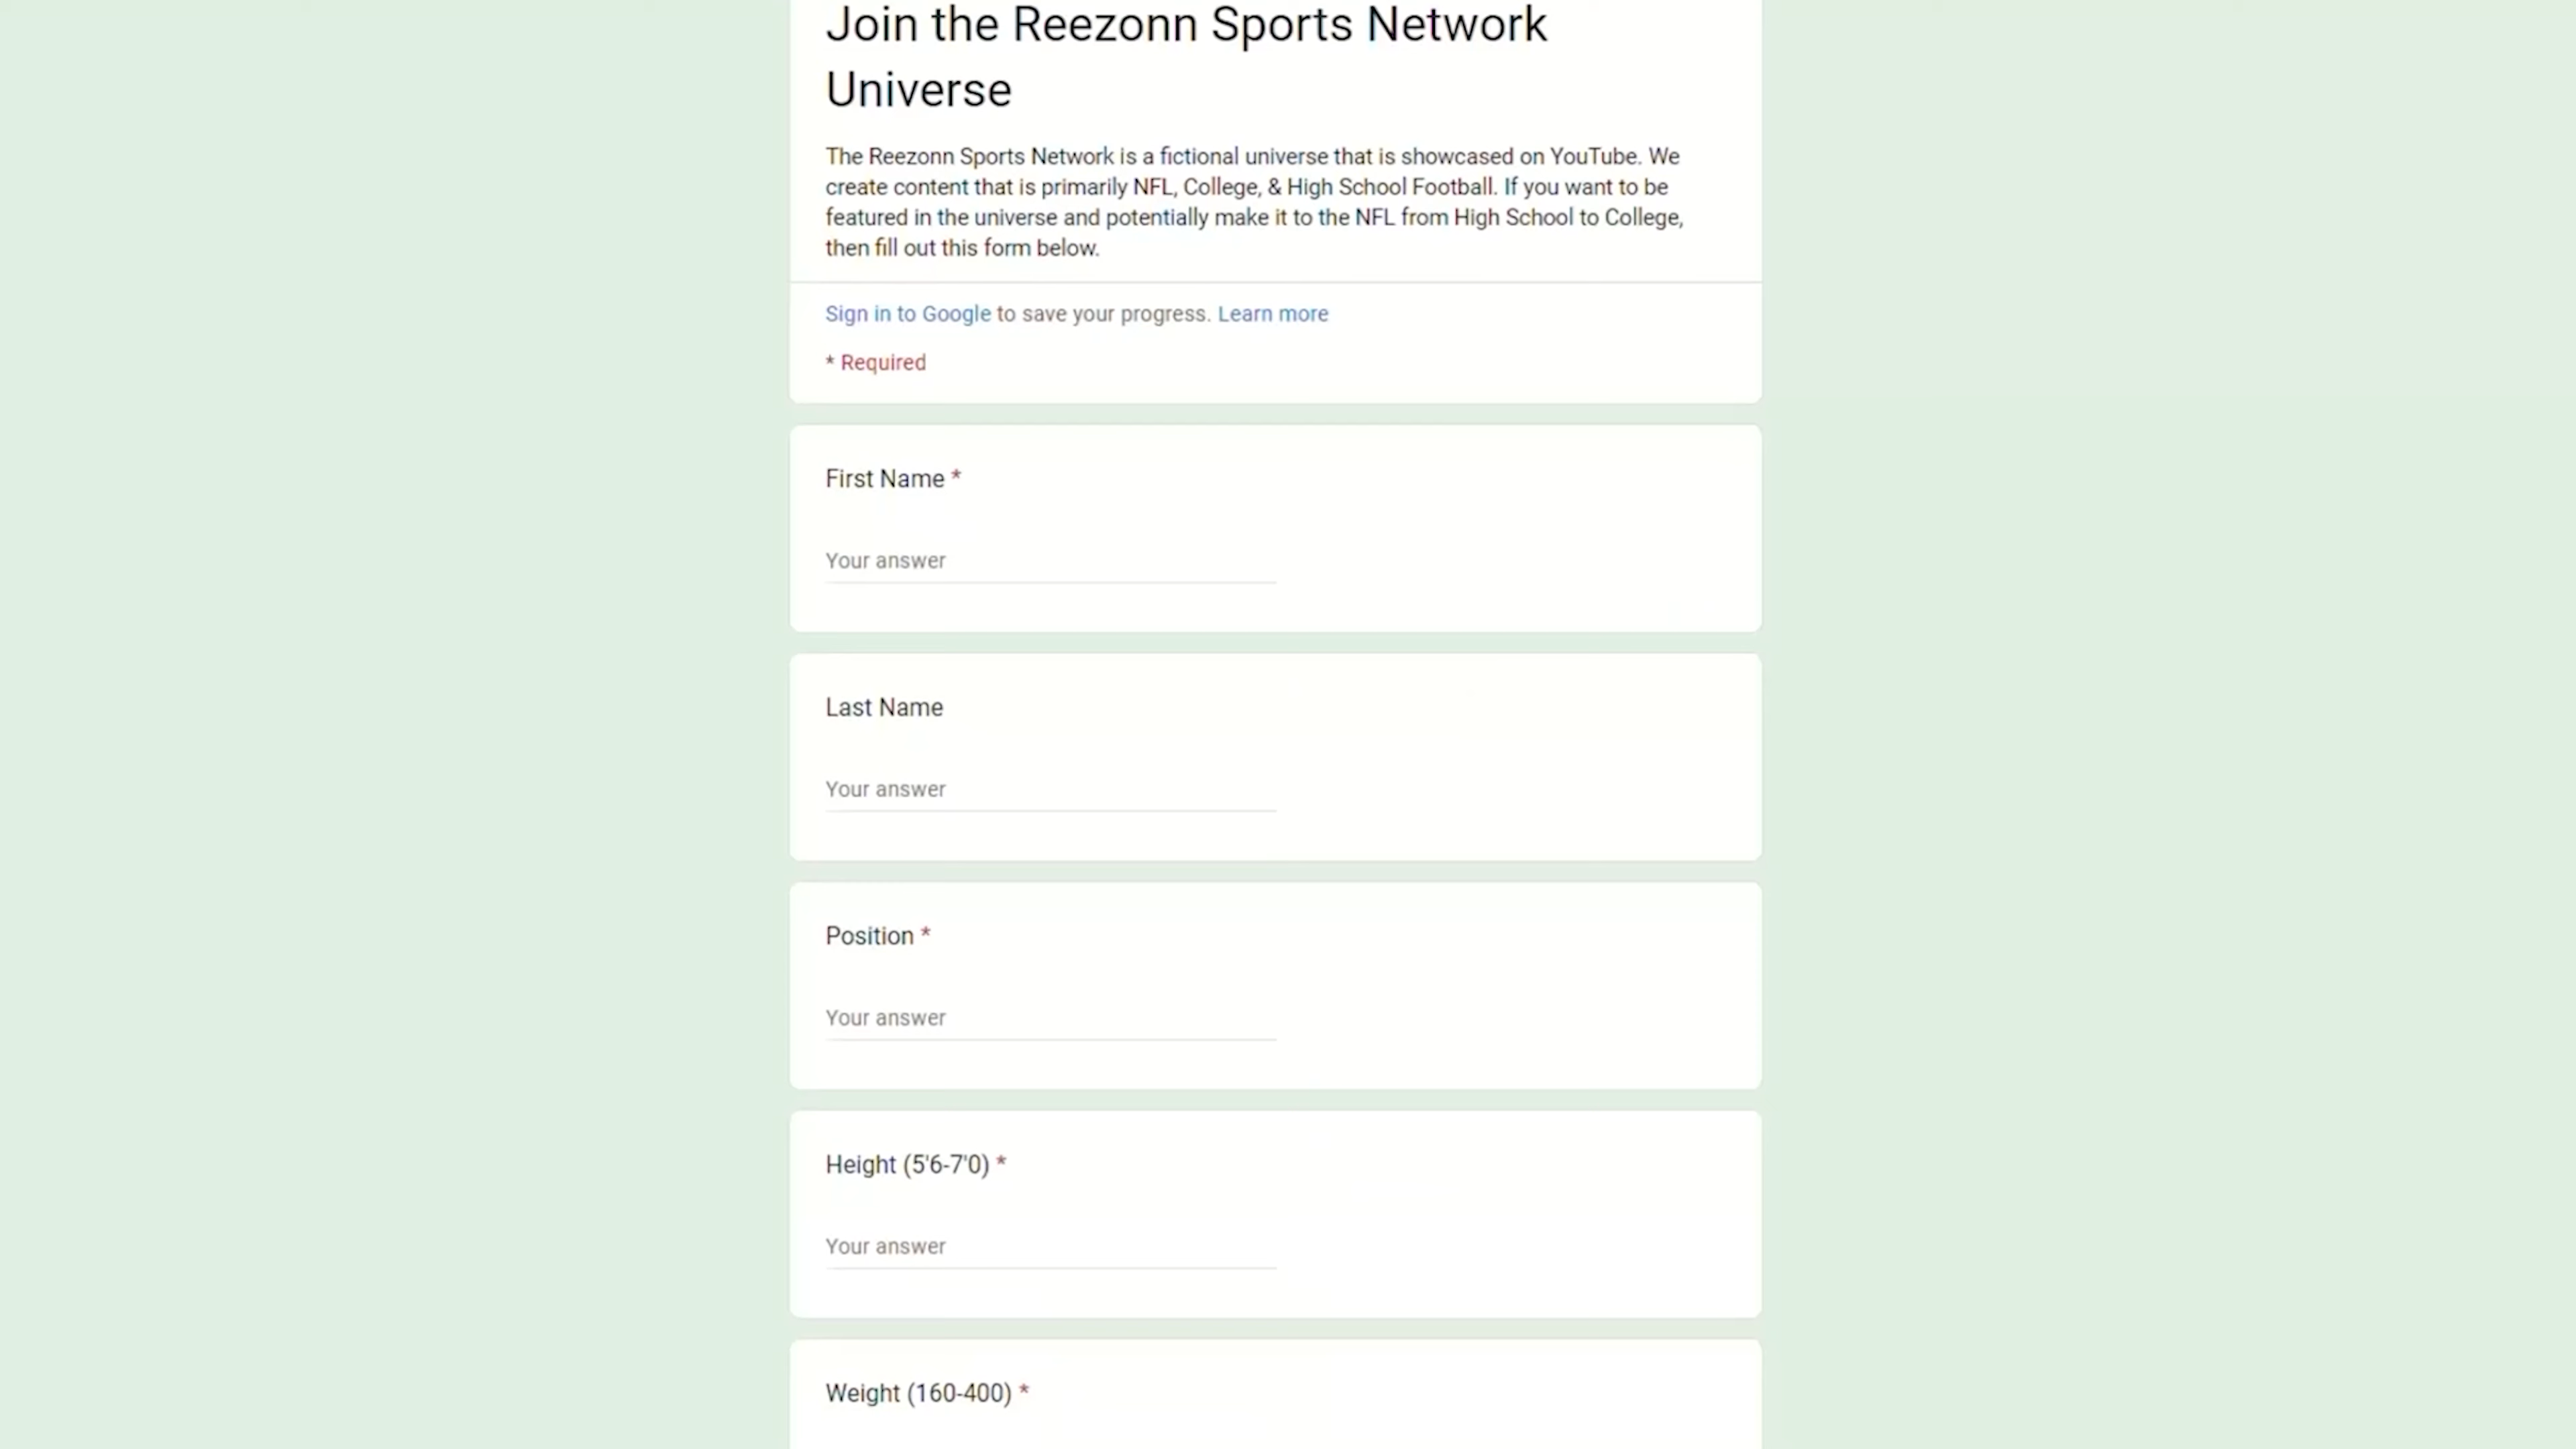 Join the Reezonn Sports Network
Universe
The Reezonn Sports Network is a fictional universe that is showcased on YouTube. We
create content that is primarily NFL, College, & High School Football. If you want to be
featured in the universe and potentially make it to the NFL from High School to College,
then fill out this form below.
Sign in to Google to save your progress. Learn more
* Required
First Name *
Your answer
Last Name
Your answer
Position *
Your answer
Height (5'6-7'0) *
Your answer
Weight (160-400) *